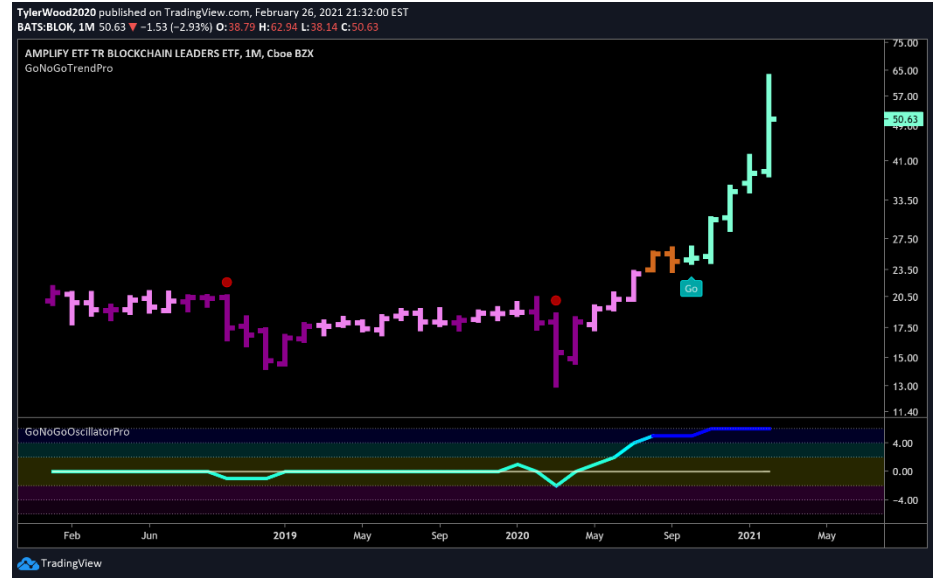 TylerWood2020 published on TradingView.com, February 26, 2021 21:32:00 EST
BATS:BLOK, 1M 50.63 ▼ −1.53 (−2.93%) O:38.79 H:62.94 L:38.14 C:50.63
AMPLIFY ETF TR BLOCKCHAIN LEADERS ETF, 1M, Cboe BZX
GoNoGoTrendPro
75.00
65.00
57.00
50.63
49.00
41.00
33.50
27.50
23.50
Go
20.50
17.50
15.00
13.00
11.40
GoNoGoOscillatorPro
4.00
0.00
−4.00
Feb Jun 2019 May Sep 2020 May Sep 2021 May
TradingView